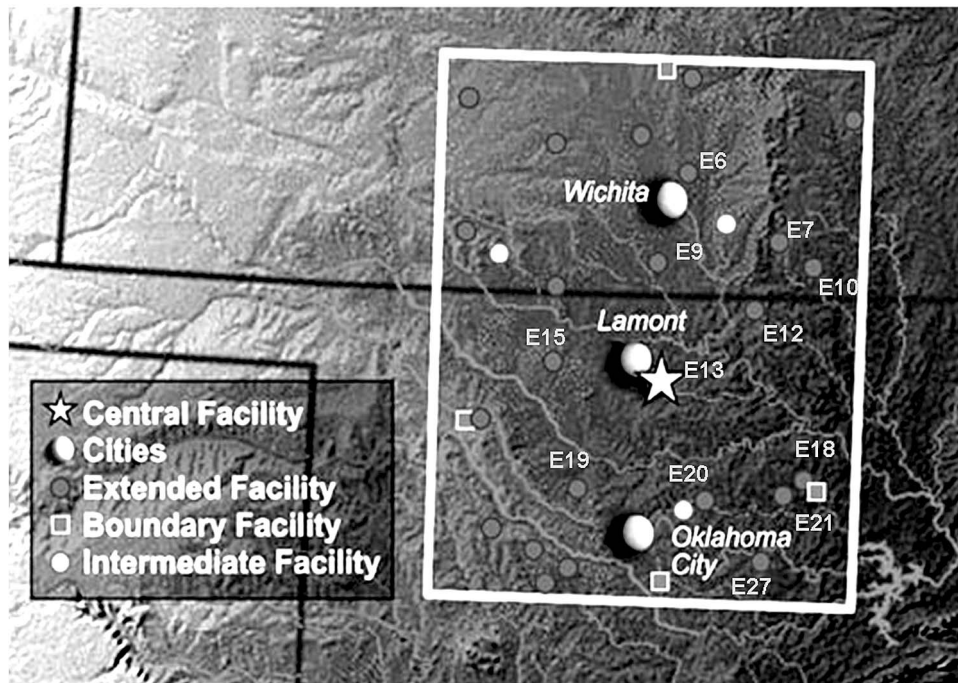 E6
Wichita
E7
E9
E10
Lamont
E12
E15
E13
Central Facility
Cities
E18
E19
Extended Facility
E20
Boundary Facility
E21
Oklahoma
City
Intermediate Facility
E27